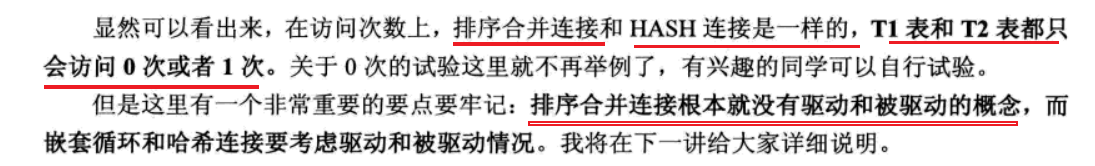 显然可以看出来，在访问次数上，排序合并连接和 HASH 连接是一样的，T1 表和 T2 表都只
会访问 0 次或者 1 次。关于 0 次的试验这里就不再举例了，有兴趣的同学可以自行试验。
但是这里有一个非常重要的要点要牢记：排序合并连接根本就没有驱动和被驱动的概念，而
嵌套循环和哈希连接要考虑驱动和被驱动情况。我将在下一讲给大家详细说明。